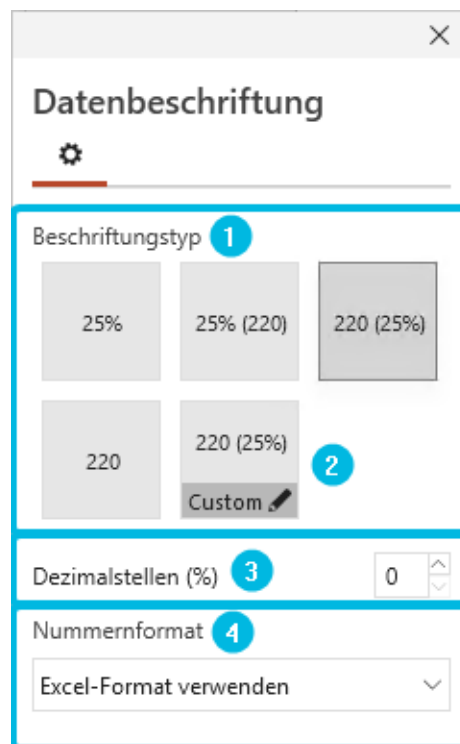 Datenbeschriftung
Beschriftungstyp 1
25% 25% (220) 220 (25%)
220 220 (25%) 2
Custom
Dezimalstellen (%) 3 0
Nummernformat 4
Excel-Format verwenden